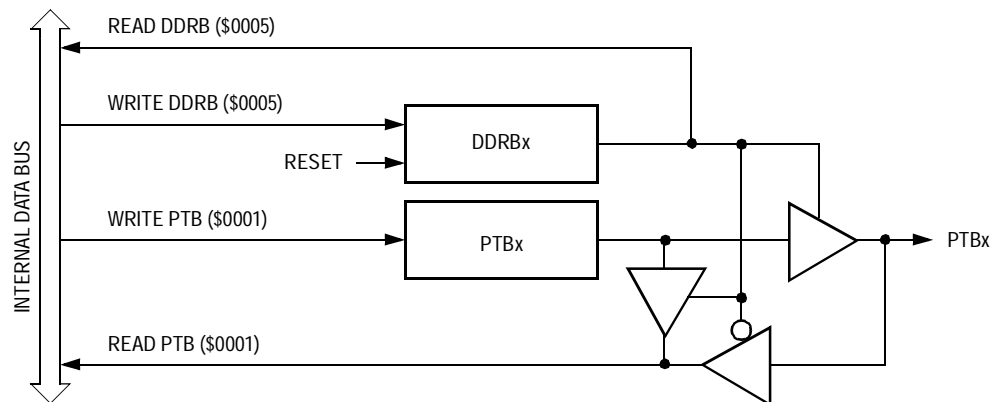 READ DDRB ($0005)
WRITE DDRB ($0005)
DDRBx
RESET
WRITE PTB ($0001)
PTBx
PTBx
READ PTB ($0001)
INTERNAL DATA BUS